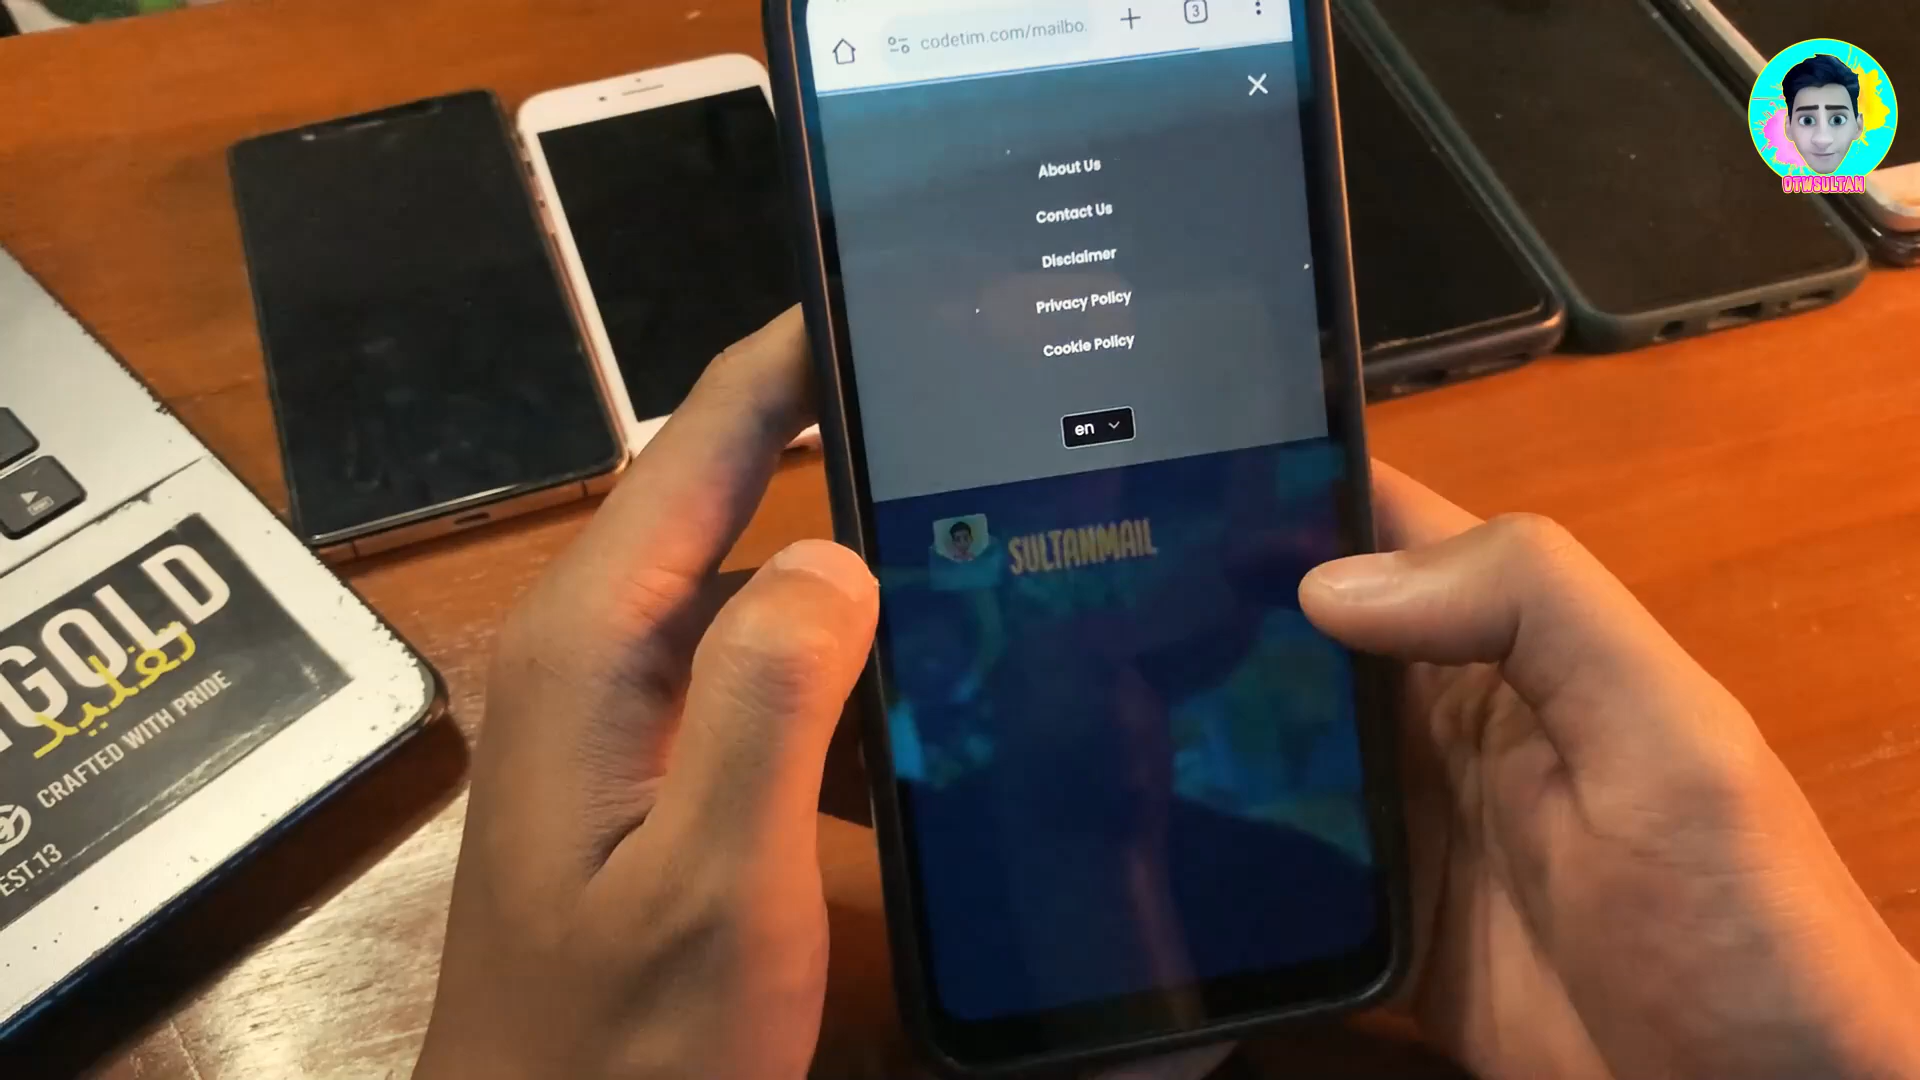 3
codetim.com/mailbo.
About Us
Contact Us
Disclaimer
Privacy Policy
Cookie Policy
en
SULTANMAIL
OTWSULTAN
GOLD
تقليد
CRAFTED WITH PRIDE
EST.13